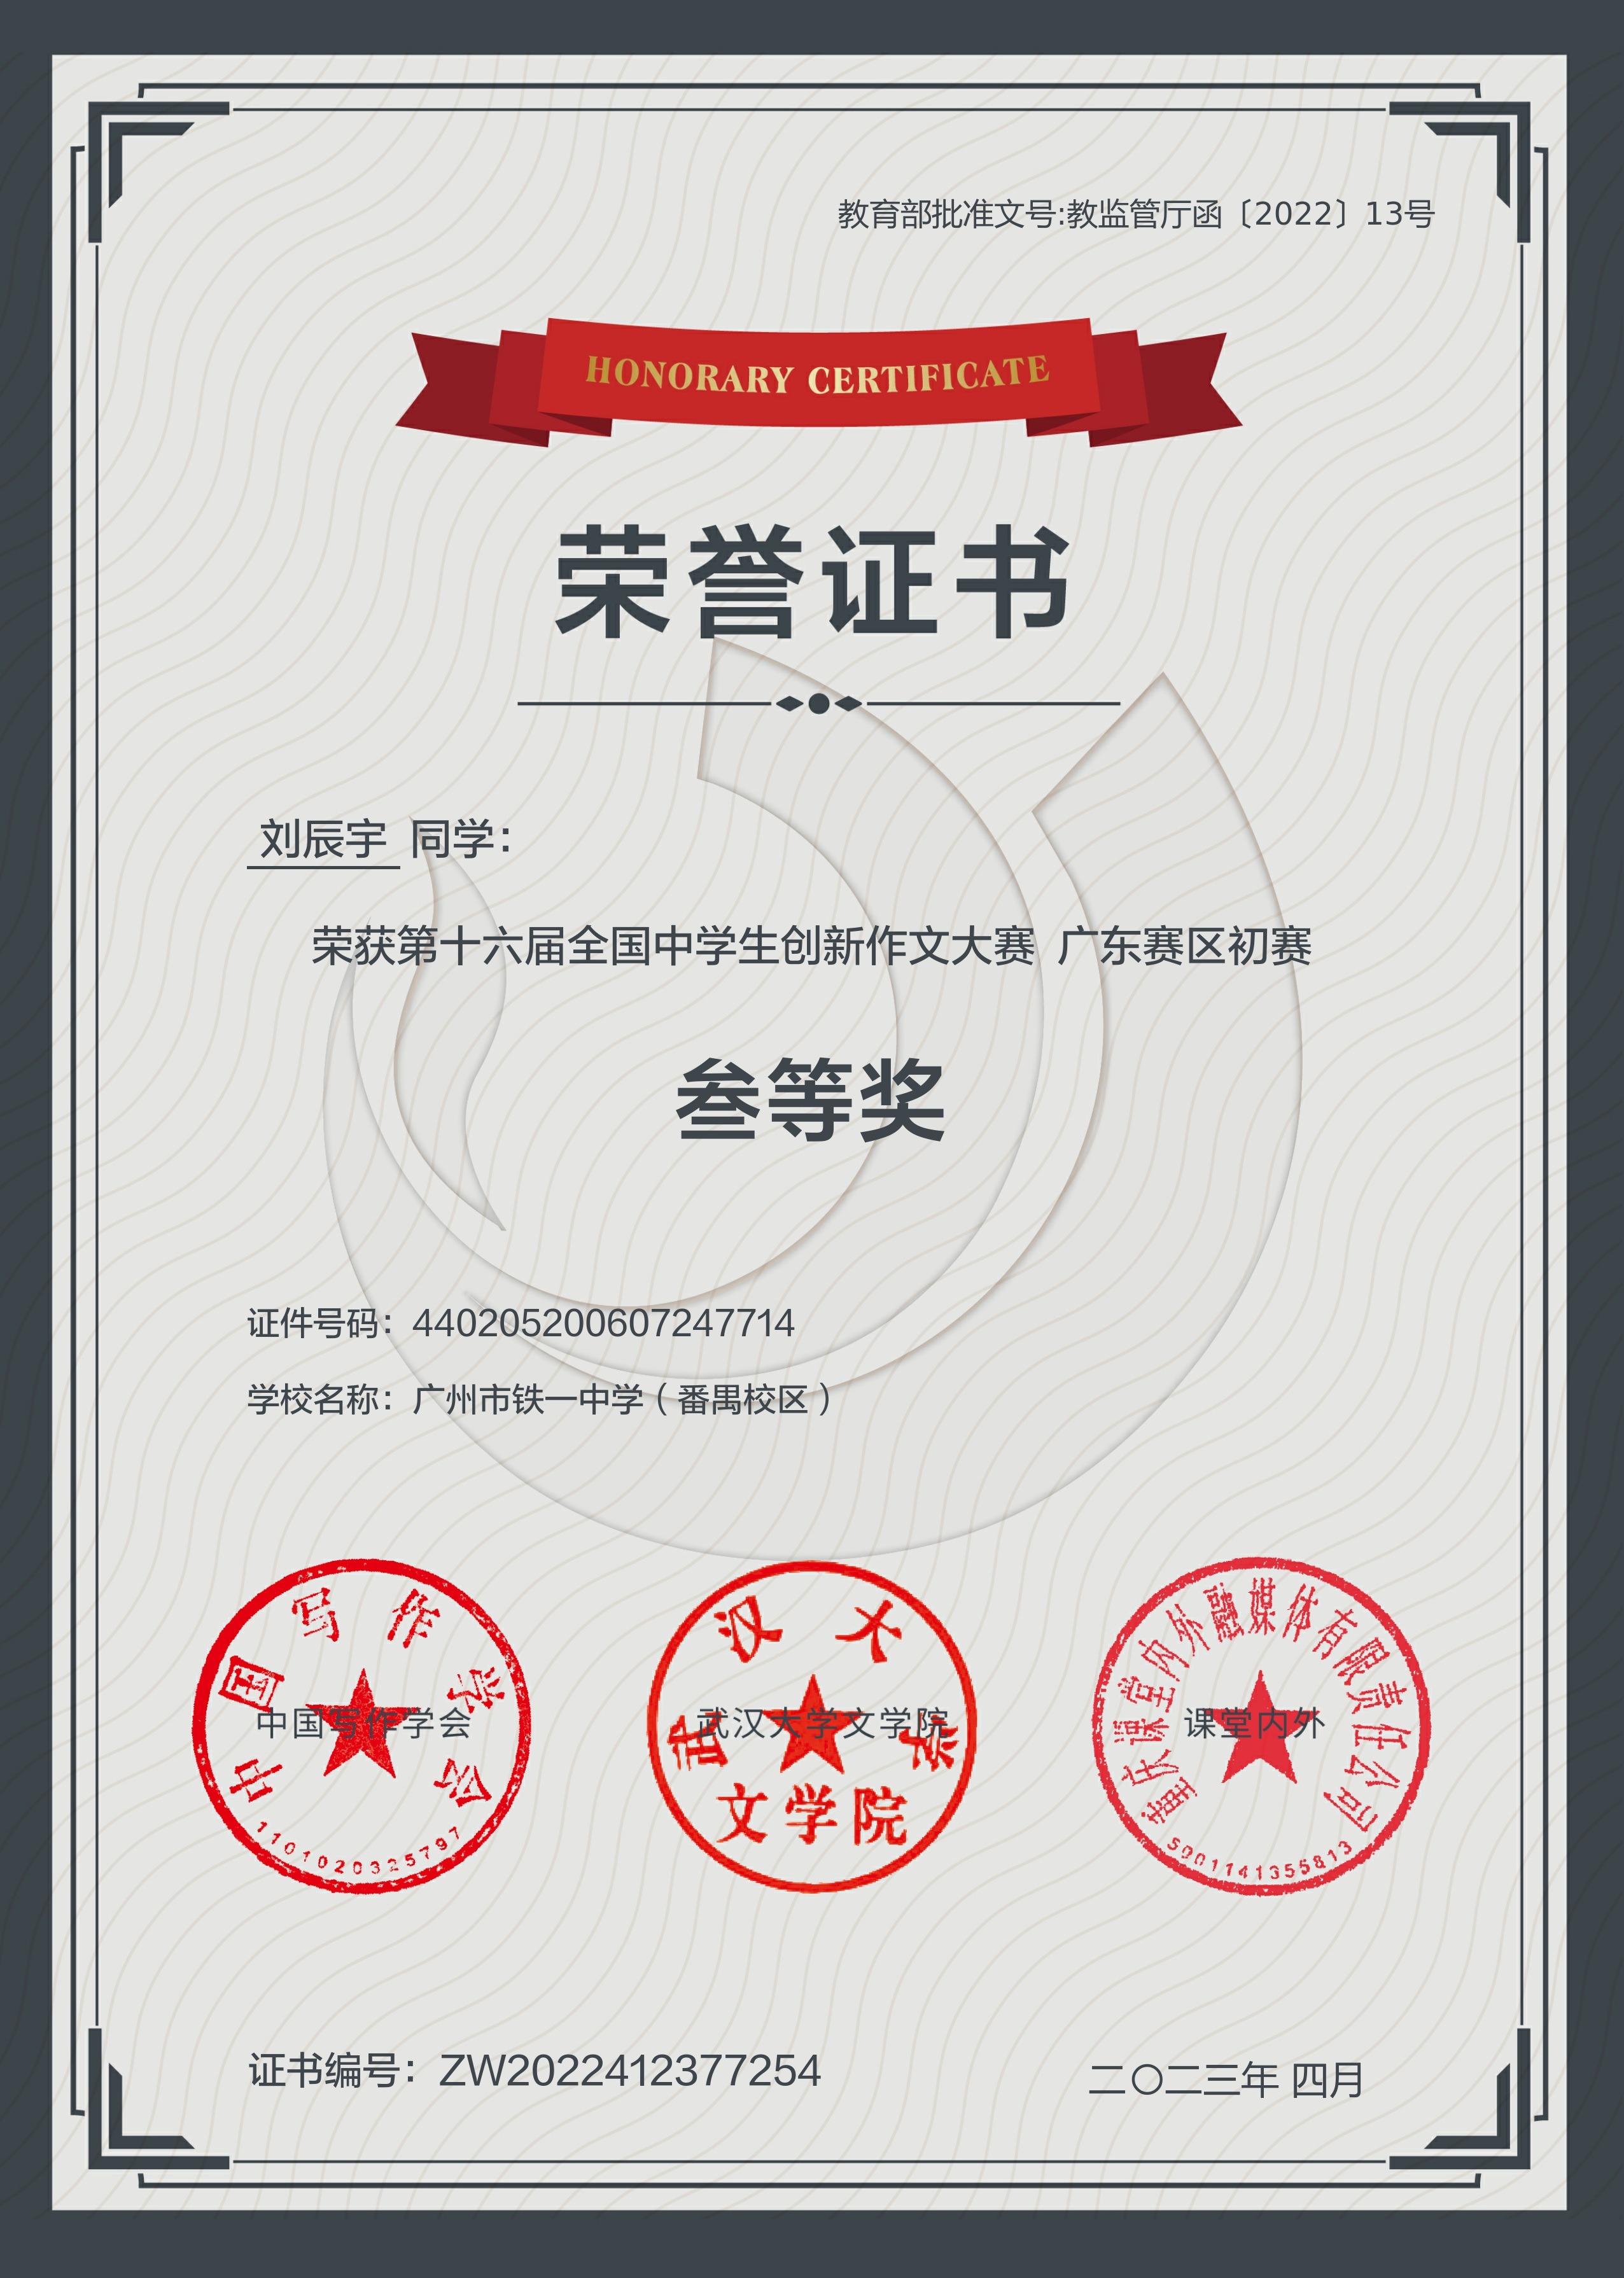 教育部批准文号:教监管厅函〔2022〕13号
HONORARY CERTIFICATE
荣誉证书
刘辰宇 同学：
荣获第十六届全国中学生创新作文大赛 广东赛区初赛
叁等奖
证件号码：440205200607247714
学校名称：广州市铁一中学（番禺校区）
中国写作学会
中国写作学会
1101020325797
武汉大学
武汉大学文学院
文学院
重庆课堂内外融媒体有限责任公司
课堂内外
5001141355813
证书编号：ZW2022412377254
二〇二三年 四月